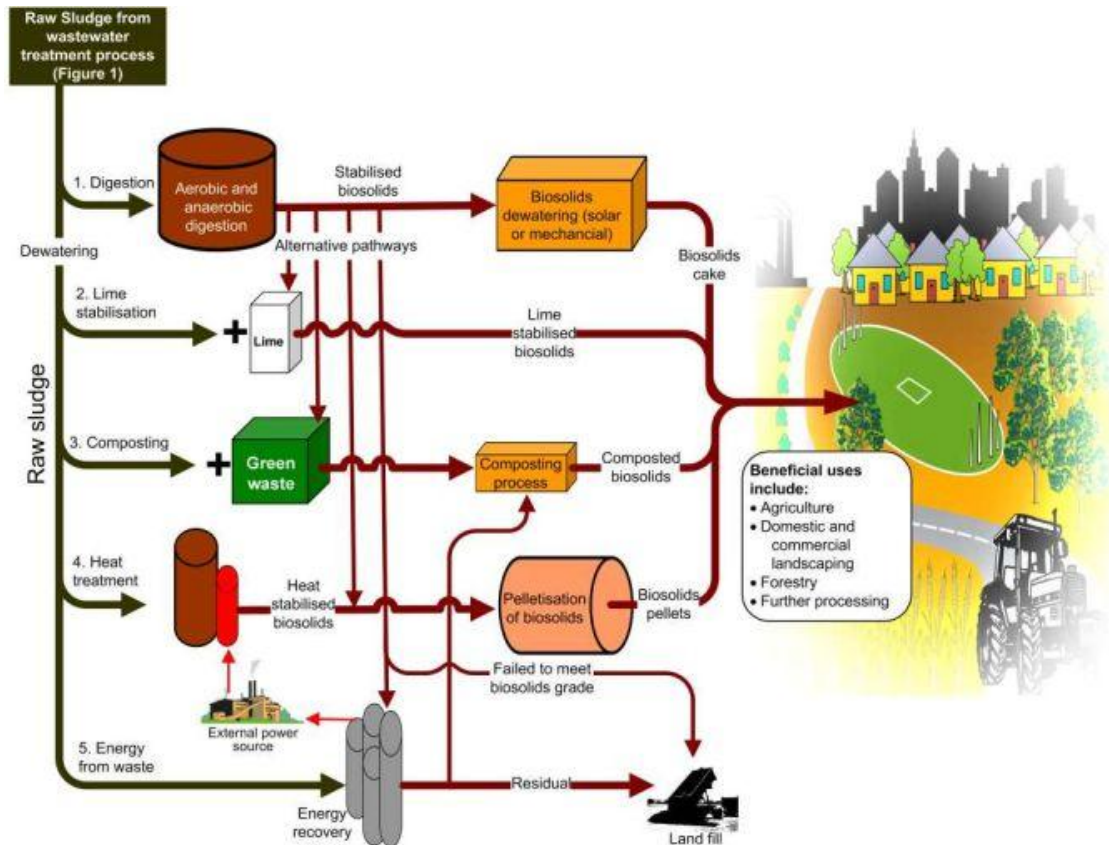 Raw Sludge from
wastewater
treatment process
(Figure 1)
1. Digestion
Aerobic and
anaerobic
digestion
Stabilised
biosolids
Biosolids
dewatering (solar
or mechancial)
Alternative pathways
Dewatering
Biosolids
cake
2. Lime
stabilisation
+
Lime
Lime
stabilised
biosolids
Raw sludge
3. Composting
+
Green
waste
Composting
process
Composted
biosolids
Beneficial uses
include:
• Agriculture
• Domestic and
commercial
landscaping
• Forestry
• Further processing
4. Heat
treatment
Heat
stabilised
biosolids
Pelletisation
of biosolids
Biosolids
pellets
Failed to meet
biosolids grade
External power
source
5. Energy
from waste
Energy
recovery
Residual
Land fill